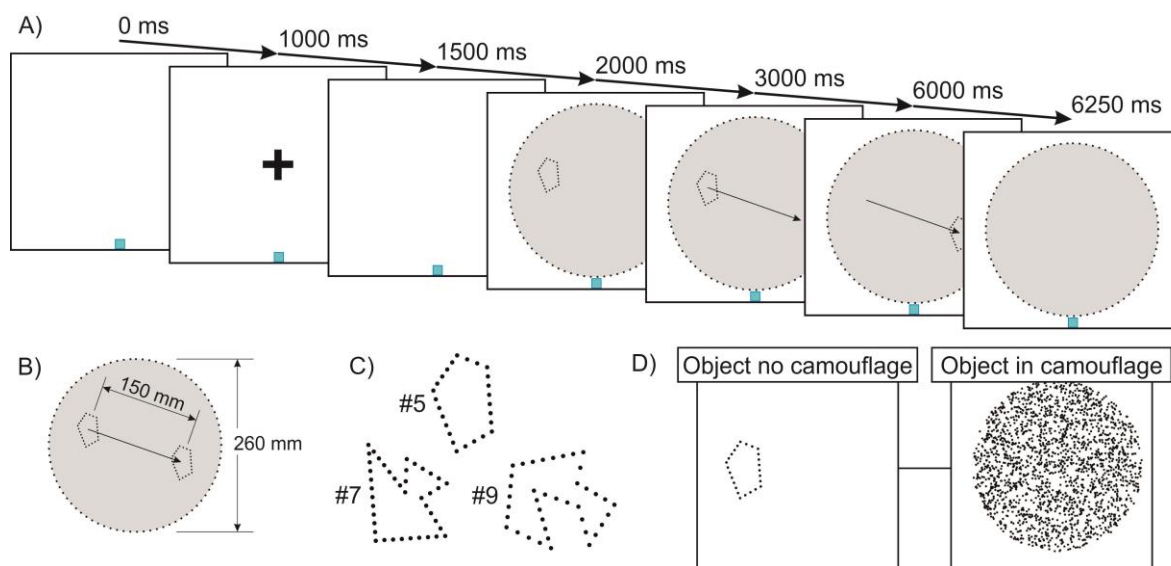 A)
0 ms
1000 ms
1500 ms
2000 ms
3000 ms
6000 ms
6250 ms
B)
150 mm
260 mm
C)
#5
#7
#9
D)
Object no camouflage
Object in camouflage